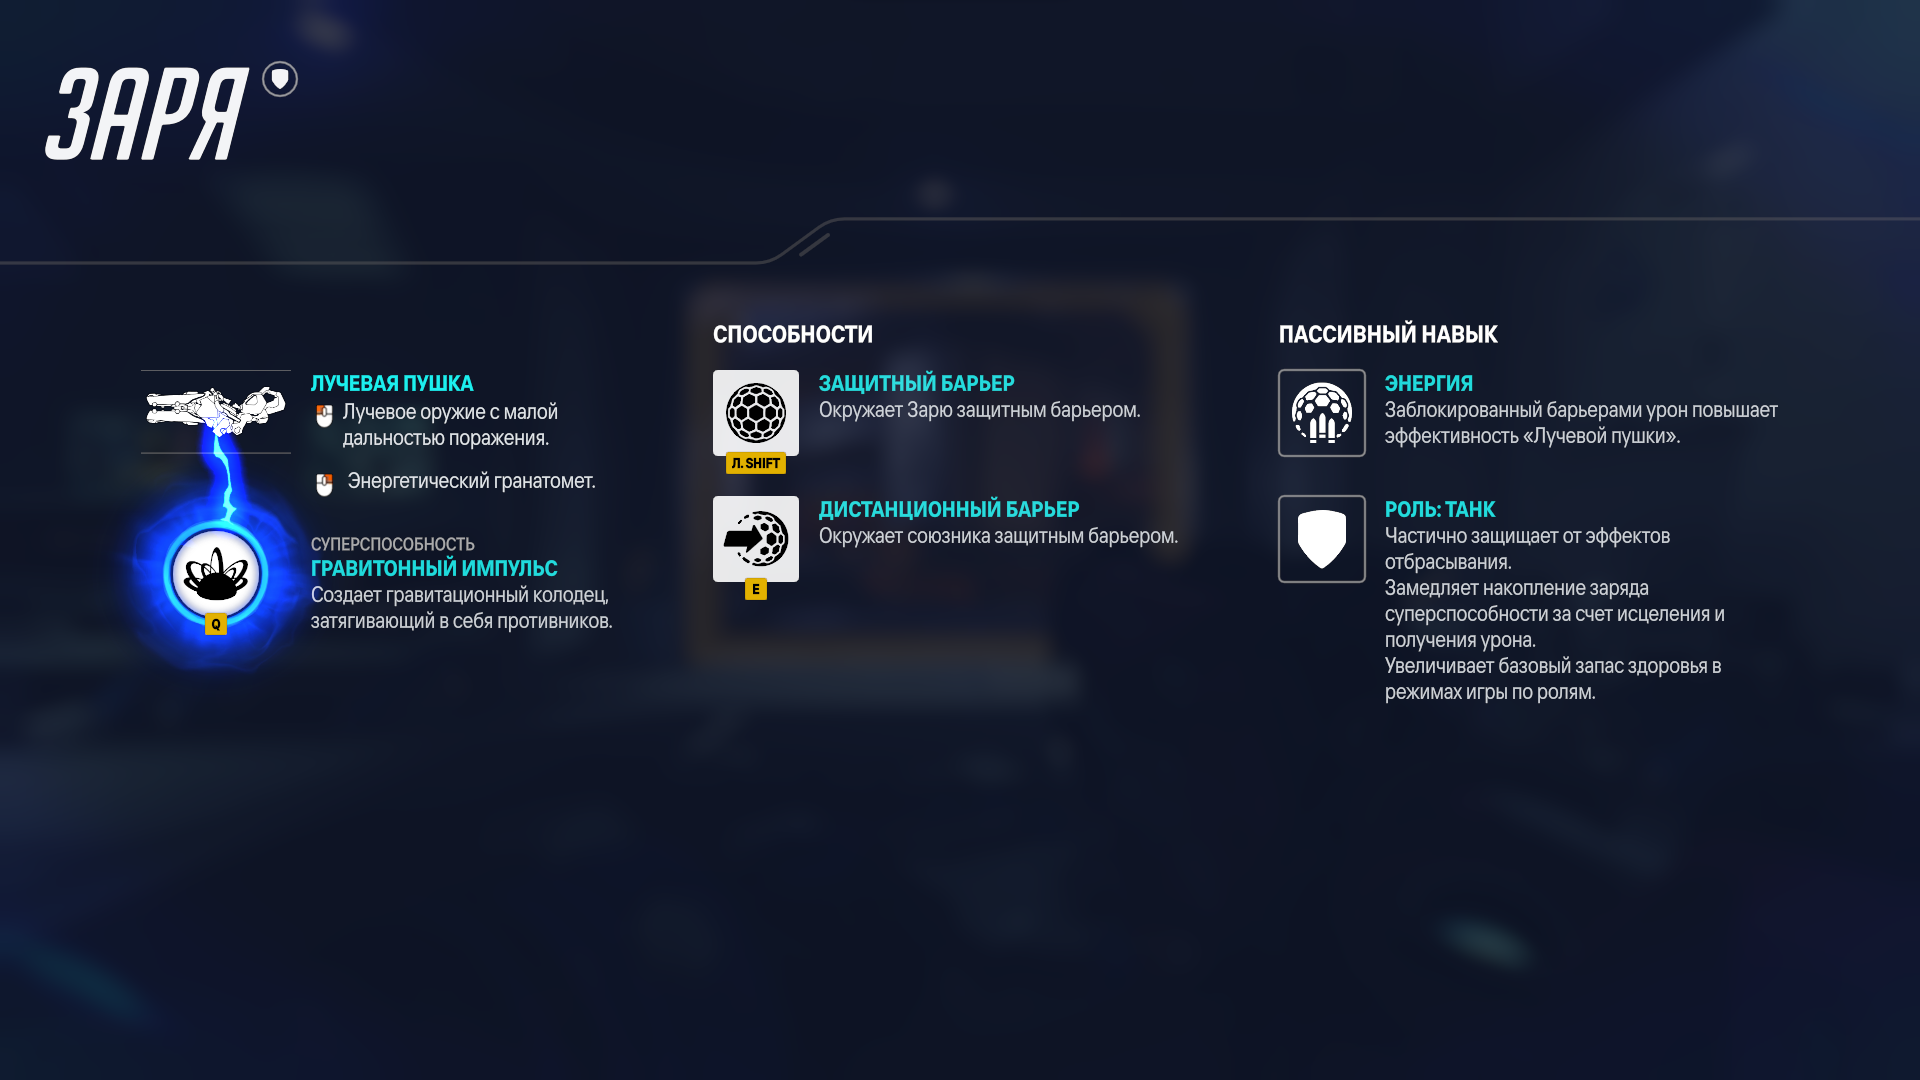 ЗАРЯ
ЛУЧЕВАЯ ПУШКА
Лучевое оружие с малой
дальностью поражения.
Энергетический гранатомет.
СУПЕРСПОСОБНОСТЬ
ГРАВИТОННЫЙ ИМПУЛЬС
Создает гравитационный колодец,
затягивающий в себя противников.
Q
СПОСОБНОСТИ
ЗАЩИТНЫЙ БАРЬЕР
Окружает Зарю защитным барьером.
Л. SHIFT
ДИСТАНЦИОННЫЙ БАРЬЕР
Окружает союзника защитным барьером.
E
ПАССИВНЫЙ НАВЫК
ЭНЕРГИЯ
Заблокированный барьерами урон повышает
эффективность «Лучевой пушки».
РОЛЬ: ТАНК
Частично защищает от эффектов
отбрасывания.
Замедляет накопление заряда
суперспособности за счет исцеления и
получения урона.
Увеличивает базовый запас здоровья в
режимах игры по ролям.